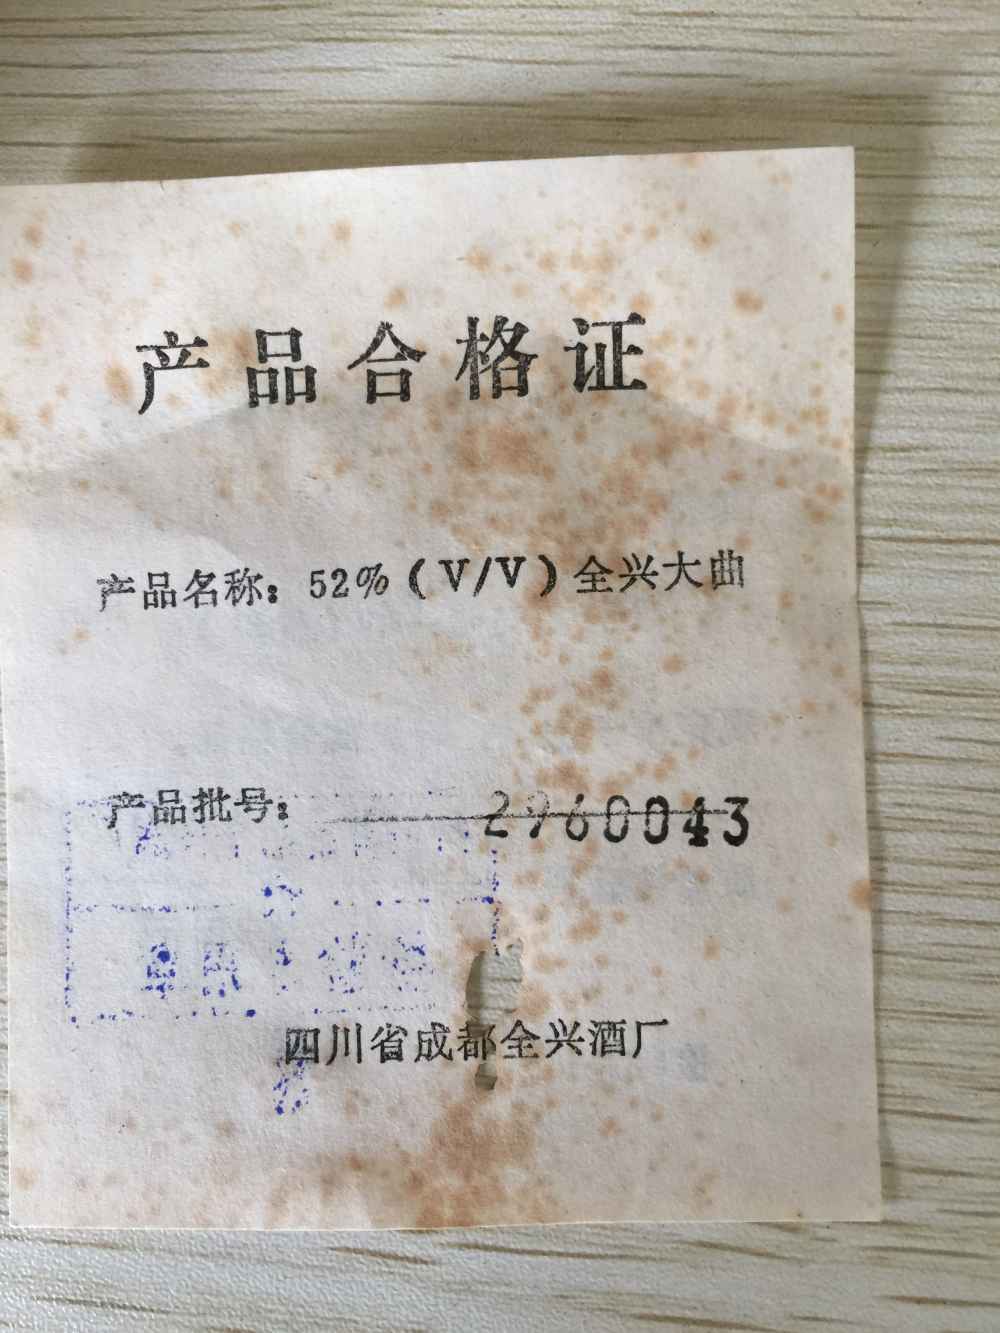 产品合格证
产品名称：52%(V/V)全兴大曲
产品批号：2960043
四川省成都全兴酒厂